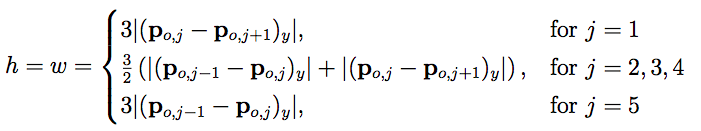 3|(p_{o,j} − p_{o,j+1})_y|, for j = 1
h = w = { \frac{3}{2} (|(p_{o,j−1} − p_{o,j})_y| + |(p_{o,j} − p_{o,j+1})_y|), for j = 2, 3, 4
3|(p_{o,j−1} − p_{o,j})_y|, for j = 5